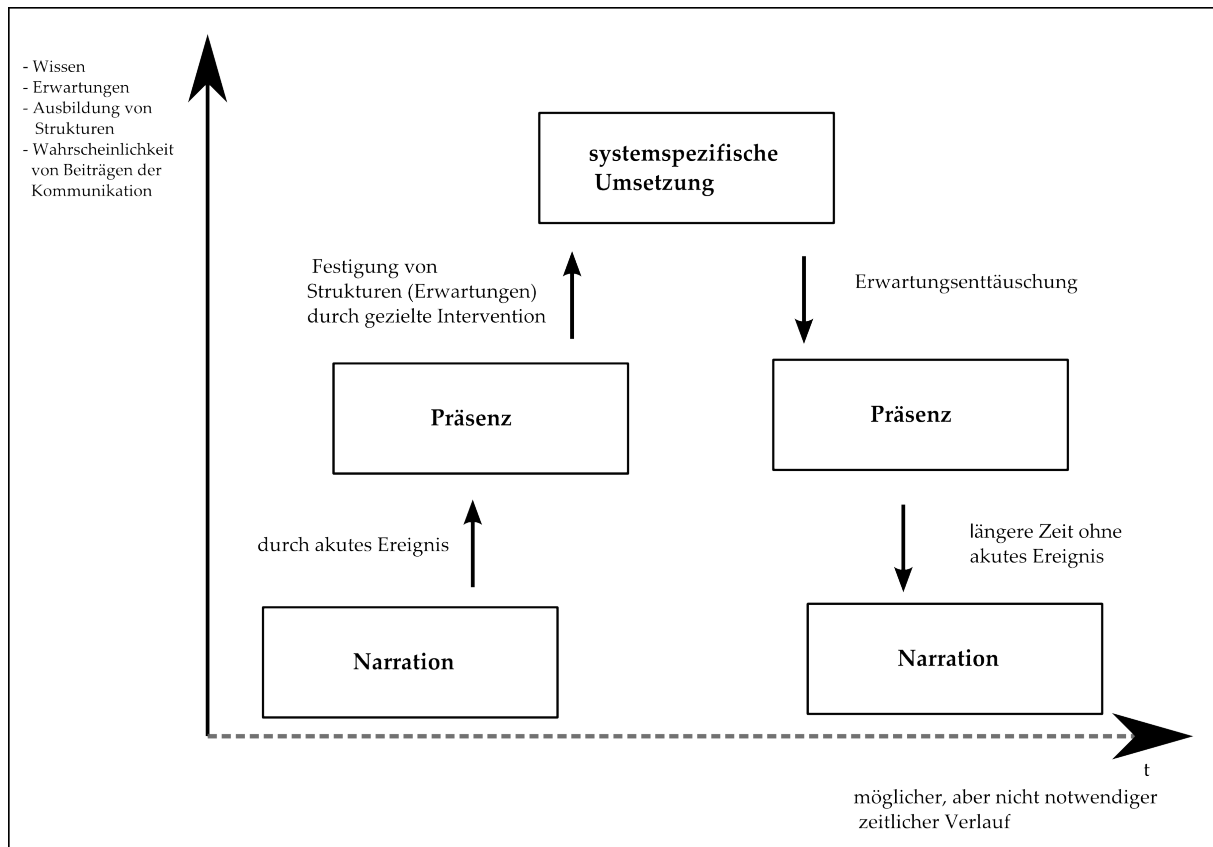 - Wissen
- Erwartungen
- Ausbildung von
Strukturen
- Wahrscheinlichkeit
von Beiträgen der
Kommunikation
systemspezifische
Umsetzung
Festigung von
Strukturen (Erwartungen)
durch gezielte Intervention
Erwartungsenttäuschung
Präsenz
Präsenz
durch akutes Ereignis
längere Zeit ohne
akutes Ereignis
Narration
Narration
t
möglicher, aber nicht notwendiger
zeitlicher Verlauf